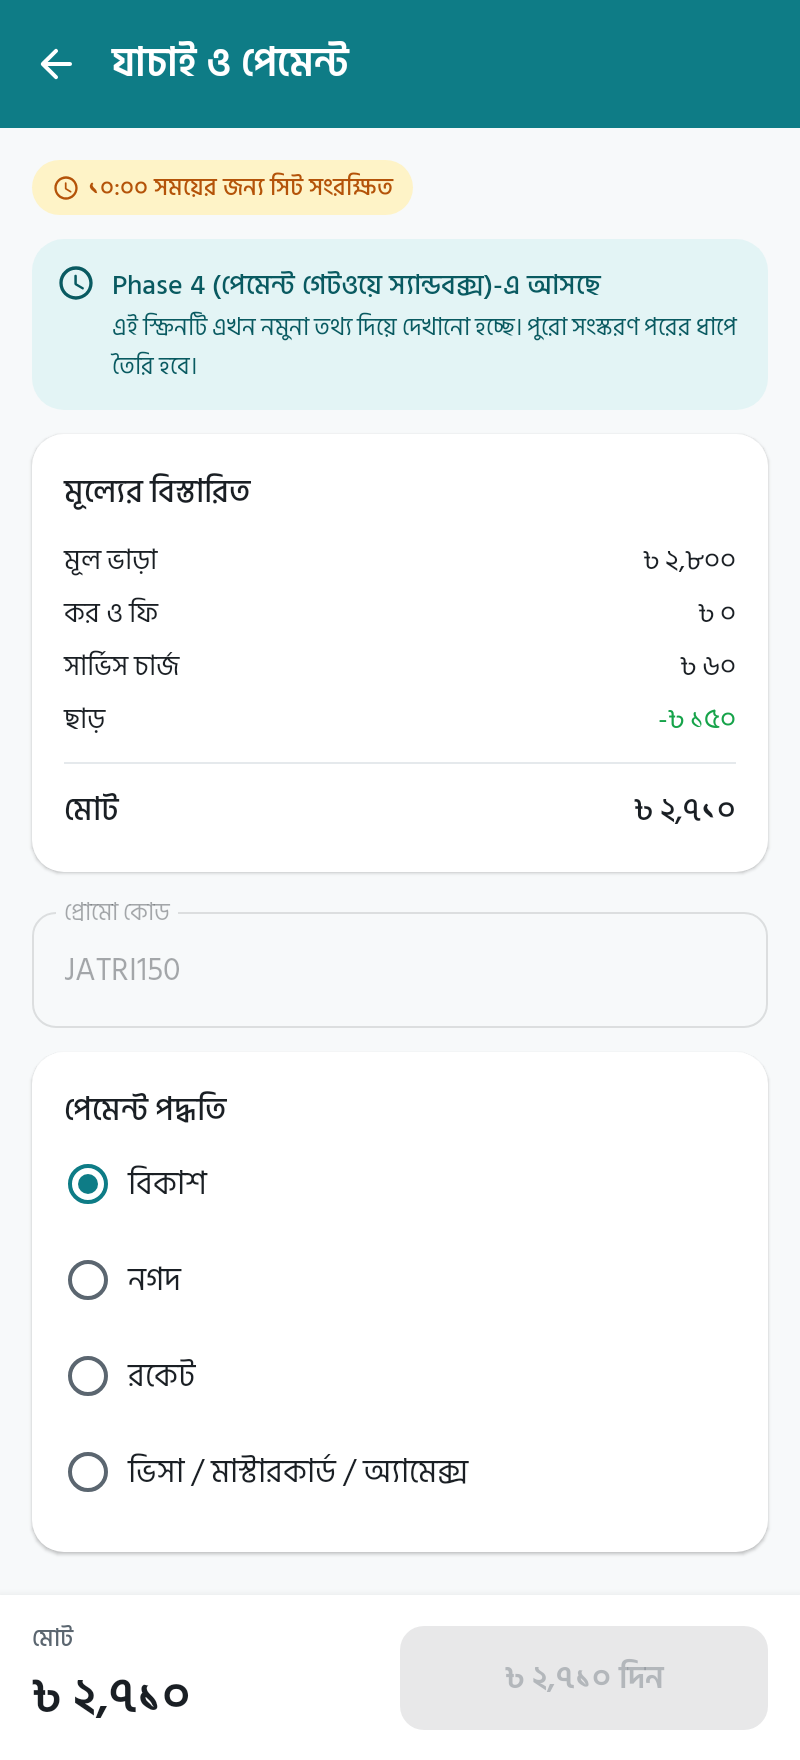 যাচাই ও পেমেন্ট
১০:০০ সময়ের জন্য সিট সংরক্ষিত
Phase 4 (পেমেন্ট গেটওয়ে স্যান্ডবক্স)-এ আসছে
এই স্ক্রিনটি এখন নমুনা তথ্য দিয়ে দেখানো হচ্ছে। পুরো সংস্করণ পরের ধাপে
তৈরি হবে।
মূল্যের বিস্তারিত
মূল ভাড়া ৳ ২,৮০০
কর ও ফি ৳ ০
সার্ভিস চার্জ ৳ ৬০
ছাড় -৳ ১৫০
মোট ৳ ২,৭১০
প্রোমো কোড
JATRI150
পেমেন্ট পদ্ধতি
বিকাশ
নগদ
রকেট
ভিসা / মাস্টারকার্ড / অ্যামেক্স
মোট
৳ ২,৭১০
৳ ২,৭১০ দিন